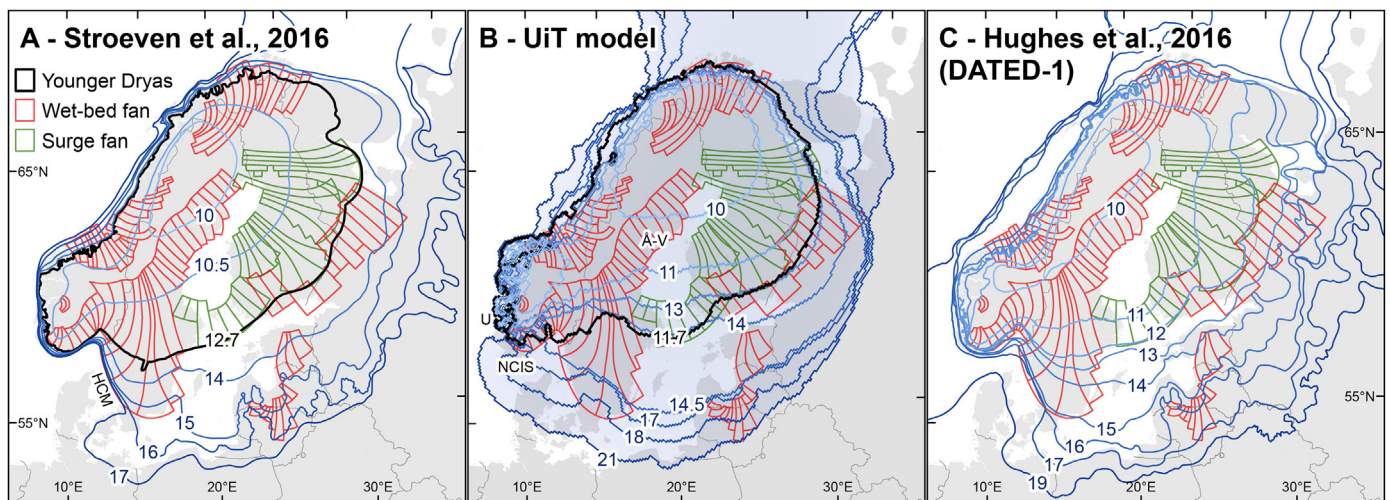 A - Stroeven et al., 2016
Younger Dryas
Wet-bed fan
Surge fan
65°N
55°N
10
10.5
12.7
14
15
16
17
HCM
10°E
20°E
30°E
B - UiT model
10
Å-V
11
13
14
11.7
U
NCIS
14.5
17
18
21
10°E
20°E
30°E
C - Hughes et al., 2016
(DATED-1)
65°N
55°N
10
11
12
13
14
15
16
17
19
10°E
20°E
30°E